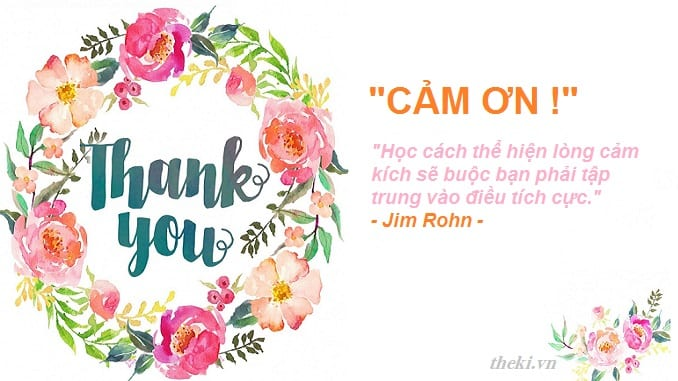 Thank
you
"CẢM ƠN !"
"Học cách thể hiện lòng cảm
kích sẽ buộc bạn phải tập
trung vào điều tích cực."
- Jim Rohn -
theki.vn